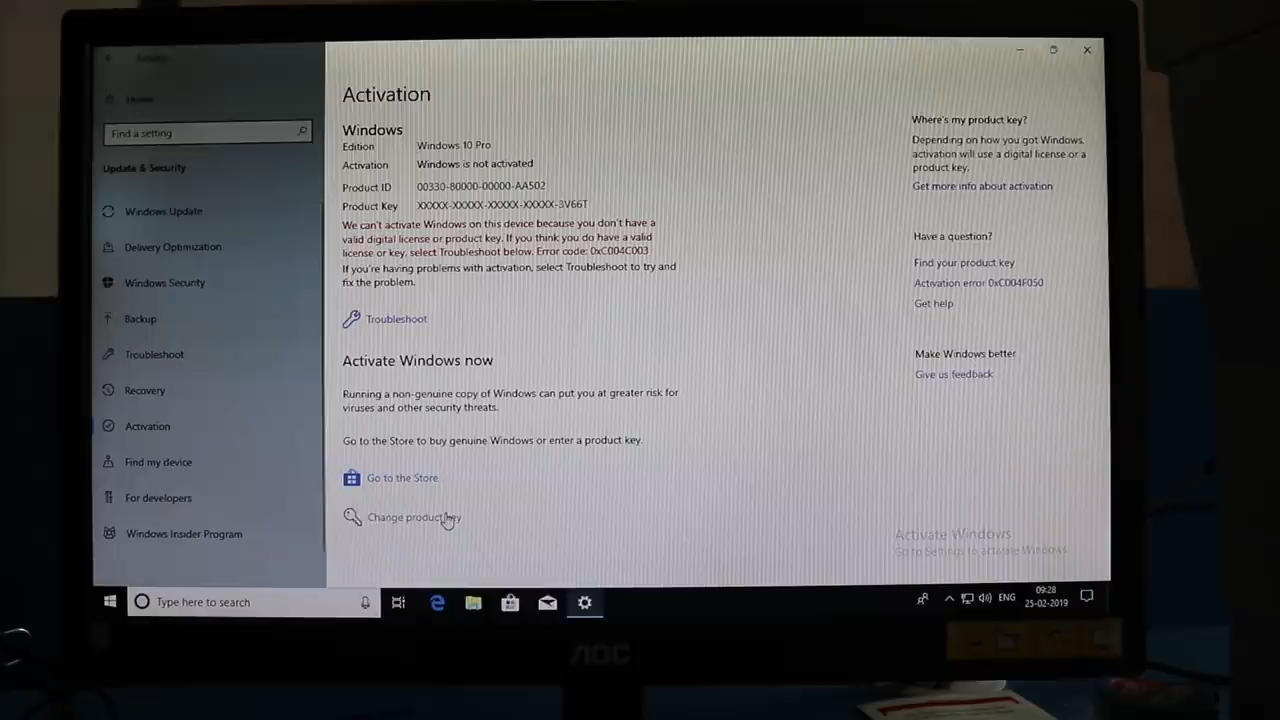 Home
Find a setting
Update & Security
Windows Update
Delivery Optimization
Windows Security
Backup
Troubleshoot
Recovery
Activation
Find my device
For developers
Windows Insider Program
Activation
Windows
Edition Windows 10 Pro
Activation Windows is not activated
Product ID 00330-80000-00000-AA502
Product Key XXXXX-XXXXX-XXXXX-XXXXX-3V66T
We can't activate Windows on this device because you don't have a
valid digital license or product key. If you think you do have a valid
license or key, select Troubleshoot below. Error code: 0xC004C003
If you're having problems with activation, select Troubleshoot to try and
fix the problem.
Troubleshoot
Activate Windows now
Running a non-genuine copy of Windows can put you at greater risk for
viruses and other security threats.
Go to the Store to buy genuine Windows or enter a product key.
Go to the Store
Change product key
Where's my product key?
Depending on how you got Windows,
activation will use a digital license or a
product key.
Get more info about activation
Have a question?
Find your product key
Activation error 0xC004F050
Get help
Make Windows better
Give us feedback
Activate Windows
Go to Settings to activate Windows.
Type here to search
ENG
09:28
25-02-2019
AOC